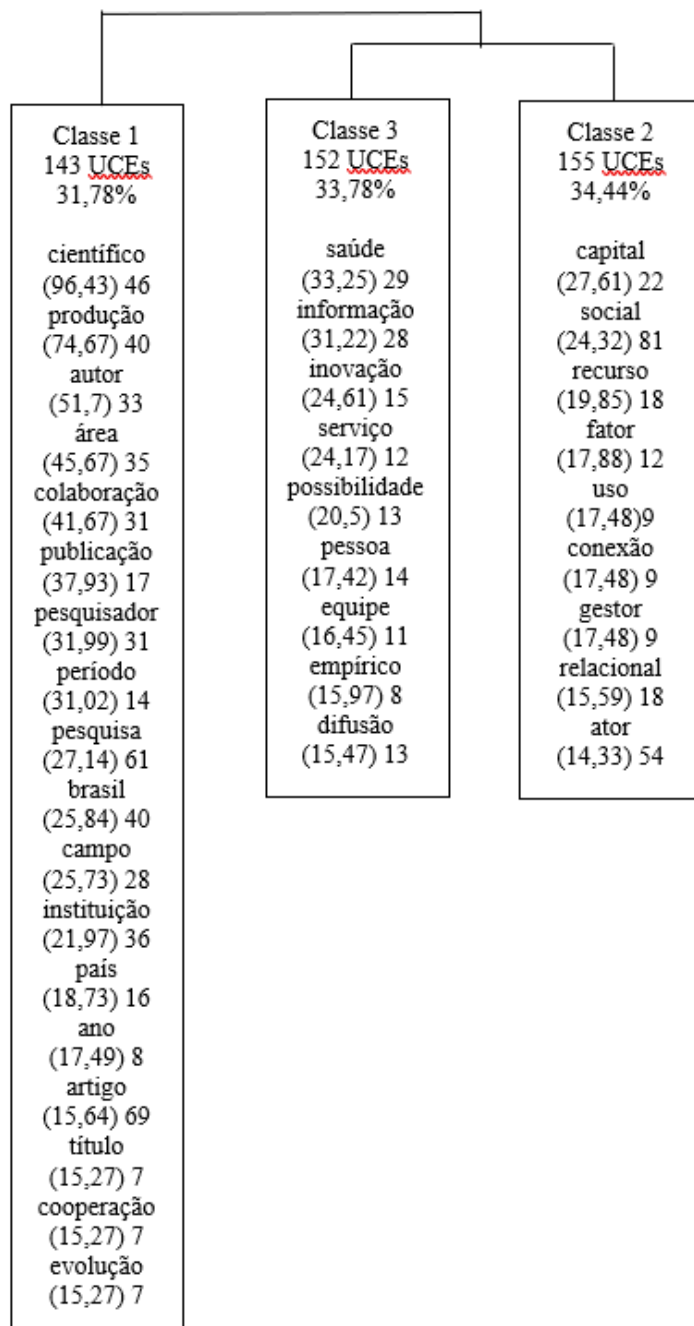 Classe 1
143 UCEs
31,78%
científico
(96,43) 46
produção
(74,67) 40
autor
(51,7) 33
área
(45,67) 35
colaboração
(41,67) 31
publicação
(37,93) 17
pesquisador
(31,99) 31
período
(31,02) 14
pesquisa
(27,14) 61
brasil
(25,84) 40
campo
(25,73) 28
instituição
(21,97) 36
país
(18,73) 16
ano
(17,49) 8
artigo
(15,64) 69
título
(15,27) 7
cooperação
(15,27) 7
evolução
(15,27) 7
Classe 3
152 UCEs
33,78%
saúde
(33,25) 29
informação
(31,22) 28
inovação
(24,61) 15
serviço
(24,17) 12
possibilidade
(20,5) 13
pessoa
(17,42) 14
equipe
(16,45) 11
empírico
(15,97) 8
difusão
(15,47) 13
Classe 2
155 UCEs
34,44%
capital
(27,61) 22
social
(24,32) 81
recurso
(19,85) 18
fator
(17,88) 12
uso
(17,48)9
conexão
(17,48) 9
gestor
(17,48) 9
relacional
(15,59) 18
ator
(14,33) 54